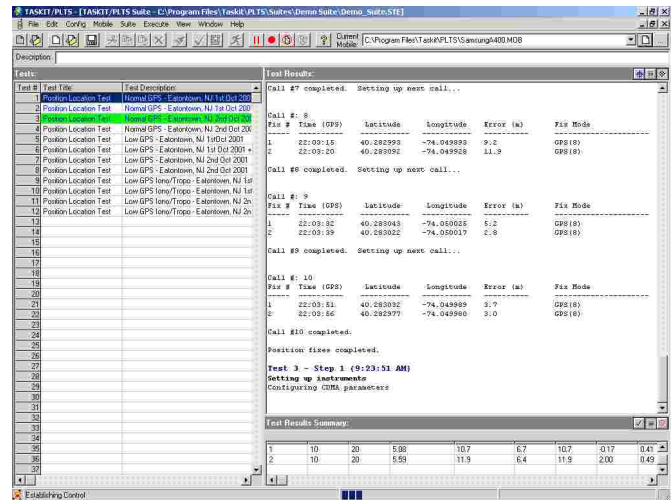 TASKIT/PLTS - [TASKIT/PLTS Suite - C:\Program Files\Taskit\PLTS\Suites\Demo Suite\Demo_Suite.STE]
File Edit Config Mobile Suite Execute View Window Help
Current Mobile: C:\Program Files\Taskit\PLTS\SamsungA400.MOB
Description:
Tests:
Test # Test Title Test Description
1 Position Location Test Normal GPS - Eatontown, NJ 1st Oct 200
2 Position Location Test Normal GPS - Eatontown, NJ 1st Oct 200
3 Position Location Test Normal GPS - Eatontown, NJ 2nd Oct 200
4 Position Location Test Normal GPS - Eatontown, NJ 2nd Oct 200
5 Position Location Test Low GPS - Eatontown, NJ 1stOct 2001
6 Position Location Test Low GPS - Eatontown, NJ 1st Oct 2001 +
7 Position Location Test Low GPS - Eatontown, NJ 2nd Oct 2001
8 Position Location Test Low GPS - Eatontown, NJ 2nd Oct 2001
9 Position Location Test Low GPS Iono/Tropo - Eatontown, NJ 1s
10 Position Location Test Low GPS Iono/Tropo - Eatontown, NJ 1st
11 Position Location Test Low GPS Iono/Tropo - Eatontown, NJ 2n
12 Position Location Test Low GPS Iono/Tropo - Eatontown, NJ 2n
13
14
15
16
17
18
19
20
21
22
23
24
25
26
27
28
29
30
31
32
33
34
35
36
37
Test Results:
Call #7 completed. Setting up next call...
Call #: 8
Fix # Time (GPS) Latitude Longitude Error (m) Fix Mode
1 22:03:15 40.282993 -74.049893 9.2 GPS(8)
2 22:03:20 40.283092 -74.049928 11.9 GPS(8)
Call #8 completed. Setting up next call...
Call #: 9
Fix # Time (GPS) Latitude Longitude Error (m) Fix Mode
1 22:03:32 40.283043 -74.050025 5.2 GPS(8)
2 22:03:39 40.283022 -74.050017 2.8 GPS(8)
Call #9 completed. Setting up next call...
Call #: 10
Fix # Time (GPS) Latitude Longitude Error (m) Fix Mode
1 22:03:51 40.283032 -74.049989 3.7 GPS(8)
2 22:03:56 40.282977 -74.049980 3.0 GPS(8)
Call #10 completed.
Position fixes completed.
Test 3 - Step 1 (9:23:51 AM)
Setting up instruments
Configuring CDMA parameters
Test Results Summary:
1 10 20 5.08 10.7 6.7 10.7 0.17 0.41
2 10 20 5.59 11.9 6.4 11.9 2.00 0.49
Establishing Control